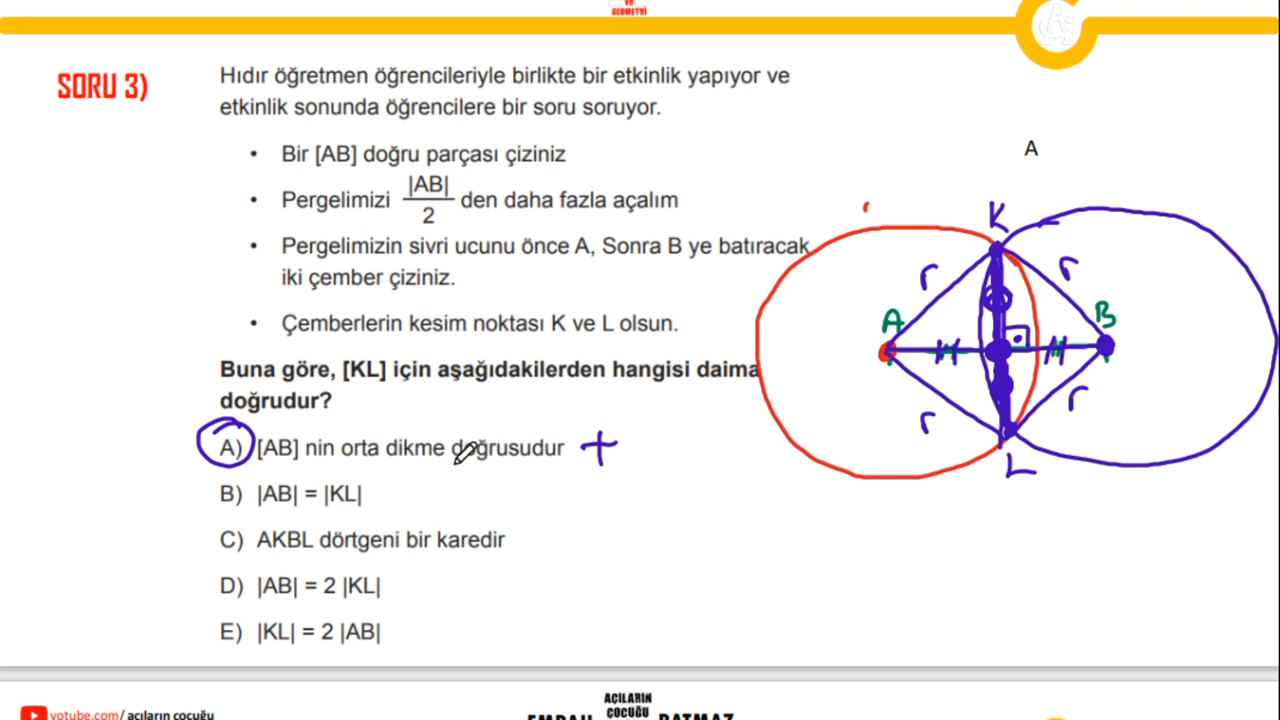 VE
GEOMETRİ
SORU 3)
Hıdır öğretmen öğrencileriyle birlikte bir etkinlik yapıyor ve
etkinlik sonunda öğrencilere bir soru soruyor.
• Bir [AB] doğru parçası çiziniz
• Pergelimizi |AB|/2 den daha fazla açalım
• Pergelimizin sivri ucunu önce A, Sonra B ye batıracak
iki çember çiziniz.
• Çemberlerin kesim noktası K ve L olsun.
Buna göre, [KL] için aşağıdakilerden hangisi daima
doğrudur?
A) [AB] nin orta dikme doğrusudur +
B) |AB| = |KL|
C) AKBL dörtgeni bir karedir
D) |AB| = 2 |KL|
E) |KL| = 2 |AB|
A
K
r r
A B
r r
L
yotube.com/ açıların çocuğu
AÇILARIN
ÇOCUĞU